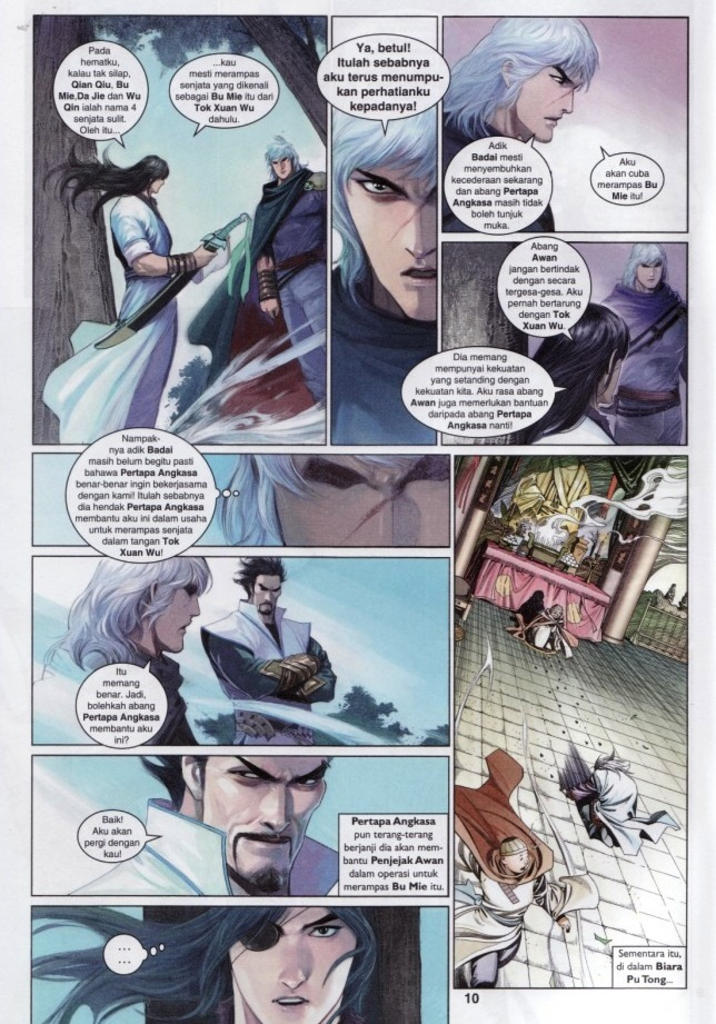 Pada
hematku,
kalau tak silap,
Qian Qiu, Bu
Mie,Da Jie dan Wu
Qin ialah nama 4
senjata sulit.
Oleh itu...
...kau
mesti merampas
senjata yang dikenali
sebagai Bu Mie itu dari
Tok Xuan Wu
dahulu.
Ya, betul!
Itulah sebabnya
aku terus menumpu-
kan perhatianku
kepadanya!
Adik
Badai mesti
menyembuhkan
kecederaan sekarang
dan abang Pertapa
Angkasa masih tidak
boleh tunjuk
muka.
Aku
akan cuba
merampas Bu
Mie itu!
Abang
Awan
jangan bertindak
dengan secara
tergesa-gesa. Aku
pernah bertarung
dengan Tok
Xuan Wu.
Dia memang
mempunyai kekuatan
yang setanding dengan
kekuatan kita. Aku rasa abang
Awan juga memerlukan bantuan
daripada abang Pertapa
Angkasa nanti!
Nampak-
nya adik Badai
masih belum begitu pasti
bahawa Pertapa Angkasa
benar-benar ingin bekerjasama
dengan kami! Itulah sebabnya
dia hendak Pertapa Angkasa
membantu aku ini dalam usaha
untuk merampas senjata
dalam tangan Tok
Xuan Wu!
Itu
memang
benar. Jadi,
bolehkah abang
Pertapa Angkasa
membantu aku
ini?
Baik!
Aku akan
pergi dengan
kau!
Pertapa Angkasa
pun terang-terang
berjanji dia akan mem-
bantu Penjejak Awan
dalam operasi untuk
merampas Bu Mie itu.
...
...
Sementara itu,
di dalam Biara
Pu Tong...
10